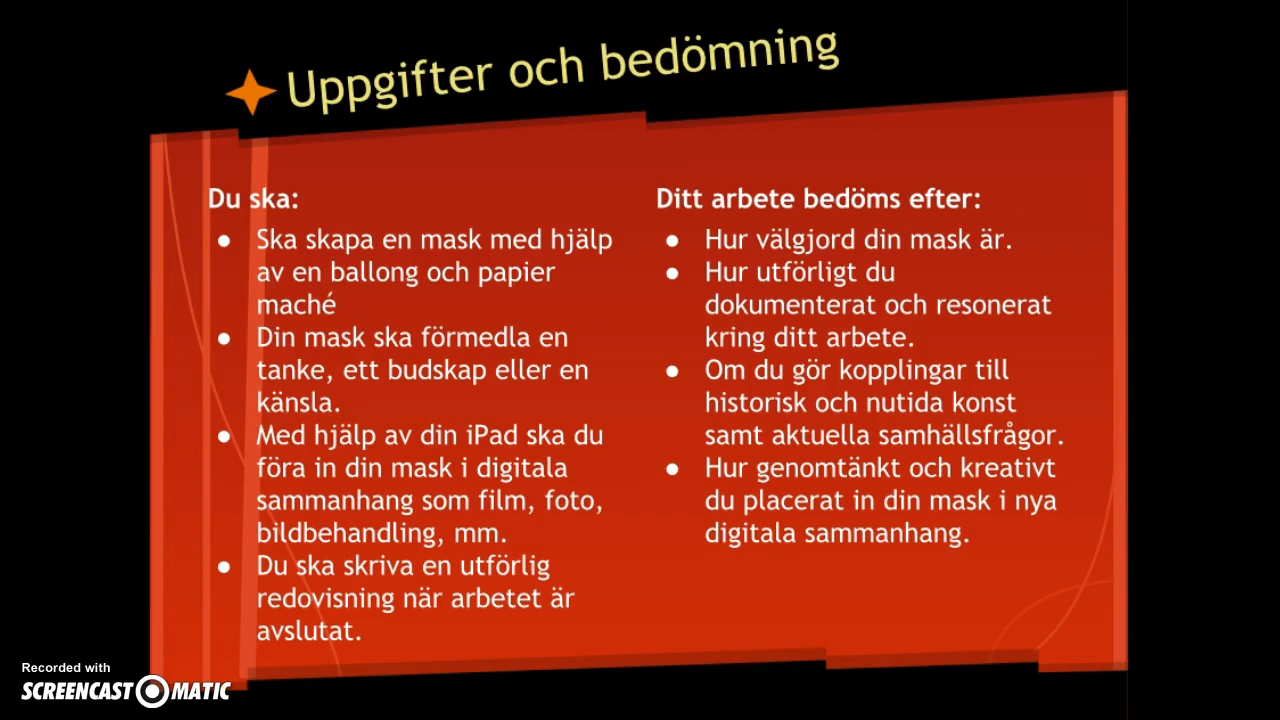 Uppgifter och bedömning
Du ska:
● Ska skapa en mask med hjälp
av en ballong och papier
maché
● Din mask ska förmedla en
tanke, ett budskap eller en
känsla.
● Med hjälp av din iPad ska du
föra in din mask i digitala
sammanhang som film, foto,
bildbehandling, mm.
● Du ska skriva en utförlig
redovisning när arbetet är
avslutat.
Ditt arbete bedöms efter:
● Hur välgjord din mask är.
● Hur utförligt du
dokumenterat och resonerat
kring ditt arbete.
● Om du gör kopplingar till
historisk och nutida konst
samt aktuella samhällsfrågor.
● Hur genomtänkt och kreativt
du placerat in din mask i nya
digitala sammanhang.
Recorded with
SCREENCAST MATIC